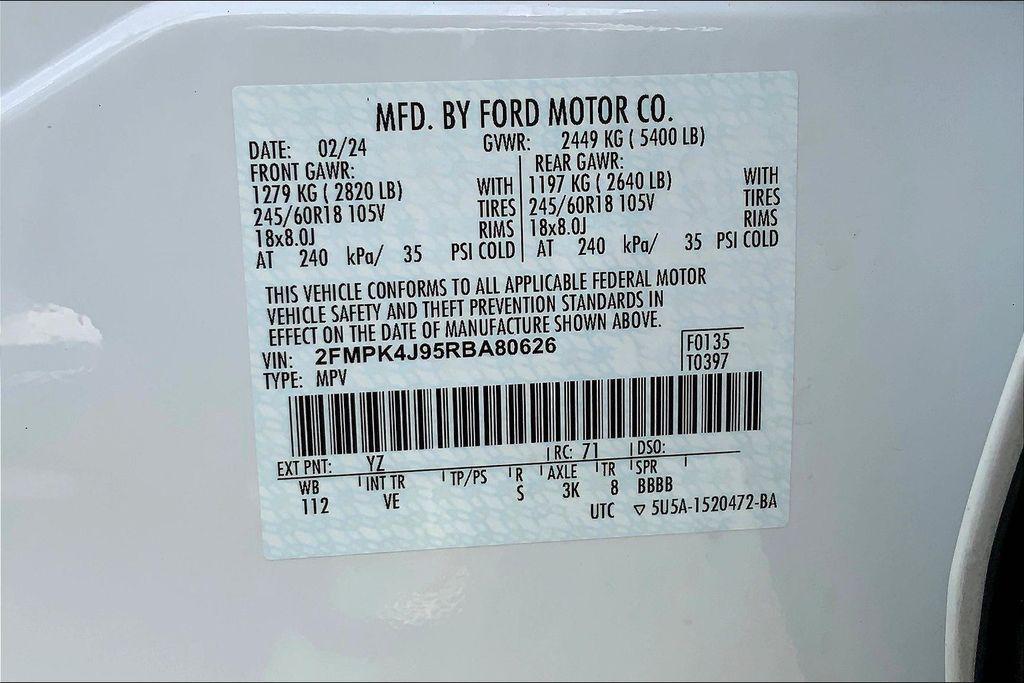 MFD. BY FORD MOTOR CO.
DATE: 02/24 GVWR: 2449 KG ( 5400 LB)
FRONT GAWR: REAR GAWR:
1279 KG ( 2820 LB) WITH 1197 KG ( 2640 LB) WITH
245/60R18 105V TIRES 245/60R18 105V TIRES
18x8.0J RIMS 18x8.0J RIMS
AT 240 kPa/ 35 PSI COLD AT 240 kPa/ 35 PSI COLD
THIS VEHICLE CONFORMS TO ALL APPLICABLE FEDERAL MOTOR
VEHICLE SAFETY AND THEFT PREVENTION STANDARDS IN
EFFECT ON THE DATE OF MANUFACTURE SHOWN ABOVE.
VIN: 2FMPK4J95RBA80626 F0135
TYPE: MPV T0397
EXT PNT: YZ RC: 71 DSO:
WB INT TR TP/PS R AXLE TR SPR
112 VE S 3K 8 BBBB
UTC ▽ 5U5A-1520472-BA